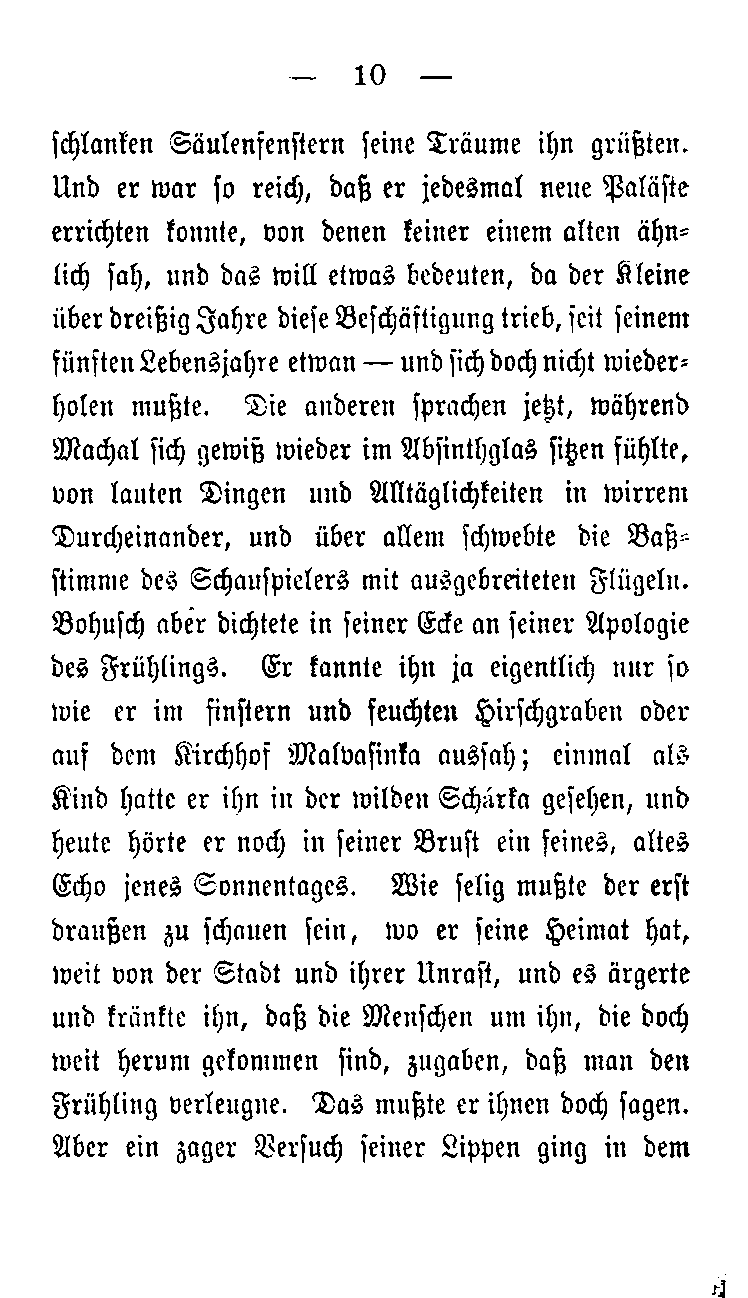 — 10 —
schlanken Säulenfenstern seine Träume ihn grüßten.
Und er war so reich, daß er jedesmal neue Paläste
errichten konnte, von denen keiner einem alten ähn-
lich sah, und das will etwas bedeuten, da der Kleine
über dreißig Jahre diese Beschäftigung trieb, seit seinem
fünften Lebensjahre etwan — und sich doch nicht wieder-
holen mußte. Die anderen sprachen jetzt, während
Machal sich gewiß wieder im Absinthglas sitzen fühlte,
von lauten Dingen und Alltäglichkeiten in wirrem
Durcheinander, und über allem schwebte die Baß-
stimme des Schauspielers mit ausgebreiteten Flügeln.
Bohusch aber dichtete in seiner Ecke an seiner Apologie
des Frühlings. Er kannte ihn ja eigentlich nur so
wie er im finstern und feuchten Hirschgraben oder
auf dem Kirchhof Malvasinka aussah; einmal als
Kind hatte er ihn in der wilden Schárka gesehen, und
heute hörte er noch in seiner Brust ein feines, altes
Echo jenes Sonnentages. Wie selig mußte der erst
draußen zu schauen sein, wo er seine Heimat hat,
weit von der Stadt und ihrer Unrast, und es ärgerte
und kränkte ihn, daß die Menschen um ihn, die doch
weit herum gekommen sind, zugaben, daß man den
Frühling verleugne. Das mußte er ihnen doch sagen.
Aber ein zager Versuch seiner Lippen ging in dem